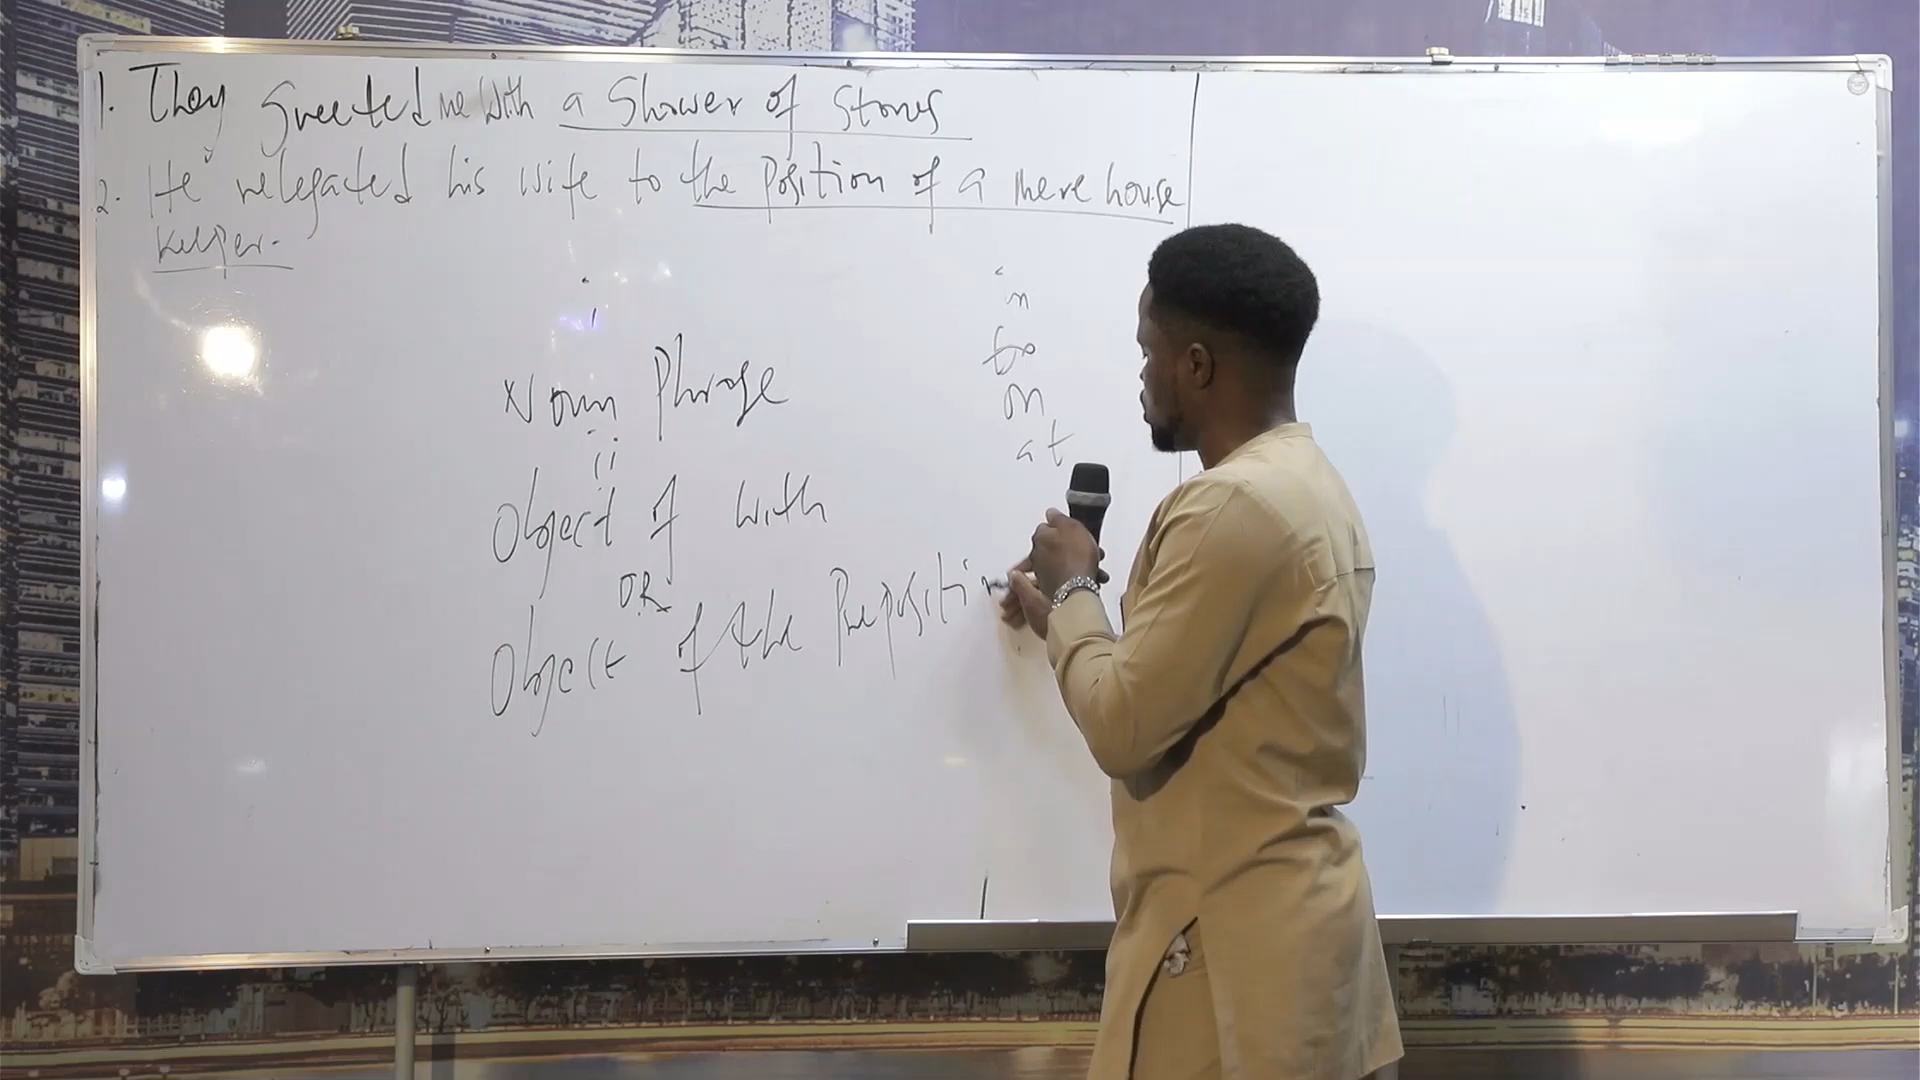 1. They greeted me with a shower of stones
2. He relegated his wife to the position of a mere house
keeper.
i
Noun Phrase
ii
Object of with
OR
Object of the Preposition
in
to
on
at